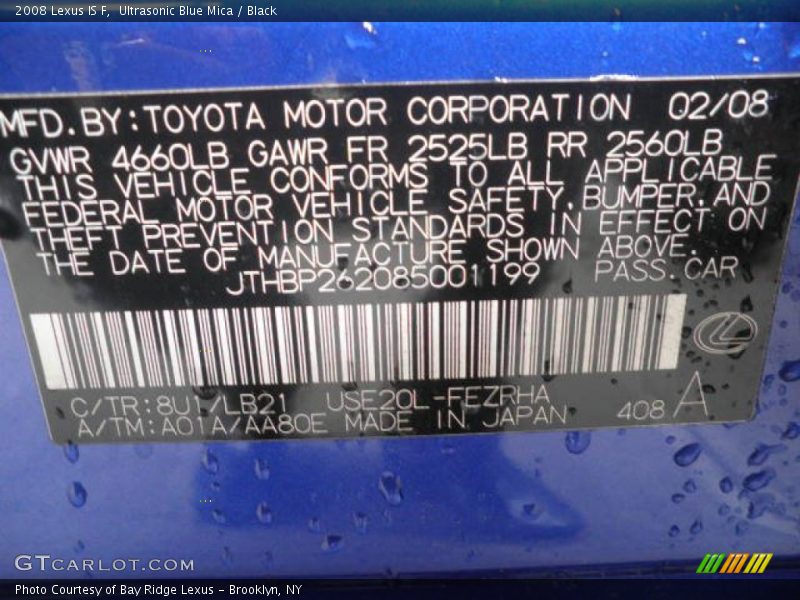 2008 Lexus IS F, Ultrasonic Blue Mica / Black
MFD. BY: TOYOTA MOTOR CORPORATION 02/08
GVWR 4660LB GAWR FR 2525LB RR 2560LB
THIS VEHICLE CONFORMS TO ALL APPLICABLE
FEDERAL MOTOR VEHICLE SAFETY, BUMPER, AND
THEFT PREVENTION STANDARDS IN EFFECT ON
THE DATE OF MANUFACTURE SHOWN ABOVE.
JTHBP262085001199 PASS. CAR
C/TR: 8U1/LB21 USE20L-FEZRHA
A/TM: A01A/AA80E MADE IN JAPAN 408 A
GTCARLOT.COM
Photo Courtesy of Bay Ridge Lexus - Brooklyn, NY